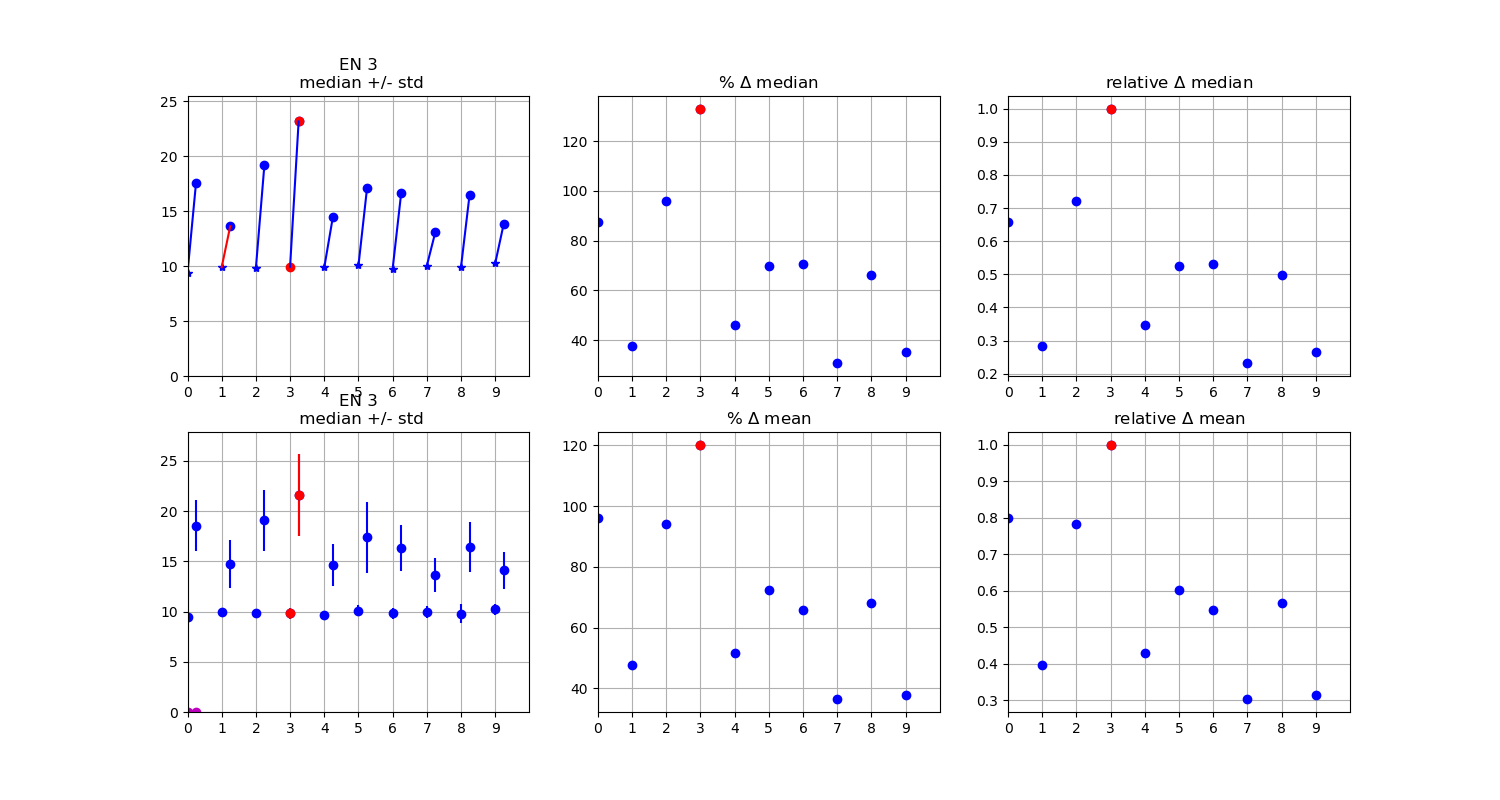 EN 3
median +/- std
25
20
15
10
5
0
0 1 2 3 4 5 6 7 8 9
% Δ median
120
100
80
60
40
0 1 2 3 4 5 6 7 8 9
relative Δ median
1.0
0.9
0.8
0.7
0.6
0.5
0.4
0.3
0.2
0 1 2 3 4 5 6 7 8 9
EN 3
median +/- std
25
20
15
10
5
0
0 1 2 3 4 5 6 7 8 9
% Δ mean
120
100
80
60
40
0 1 2 3 4 5 6 7 8 9
relative Δ mean
1.0
0.9
0.8
0.7
0.6
0.5
0.4
0.3
0 1 2 3 4 5 6 7 8 9